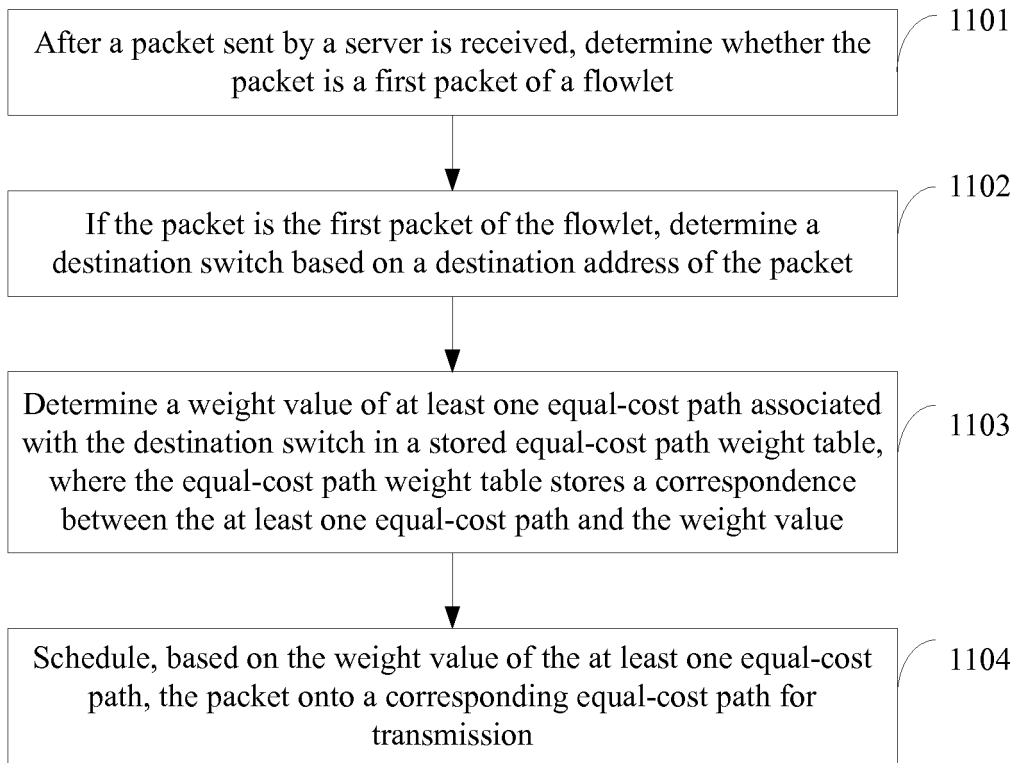 After a packet sent by a server is received, determine whether the
packet is a first packet of a flowlet
1101
If the packet is the first packet of the flowlet, determine a
destination switch based on a destination address of the packet
1102
Determine a weight value of at least one equal-cost path associated
with the destination switch in a stored equal-cost path weight table,
where the equal-cost path weight table stores a correspondence
between the at least one equal-cost path and the weight value
1103
Schedule, based on the weight value of the at least one equal-cost
path, the packet onto a corresponding equal-cost path for
transmission
1104